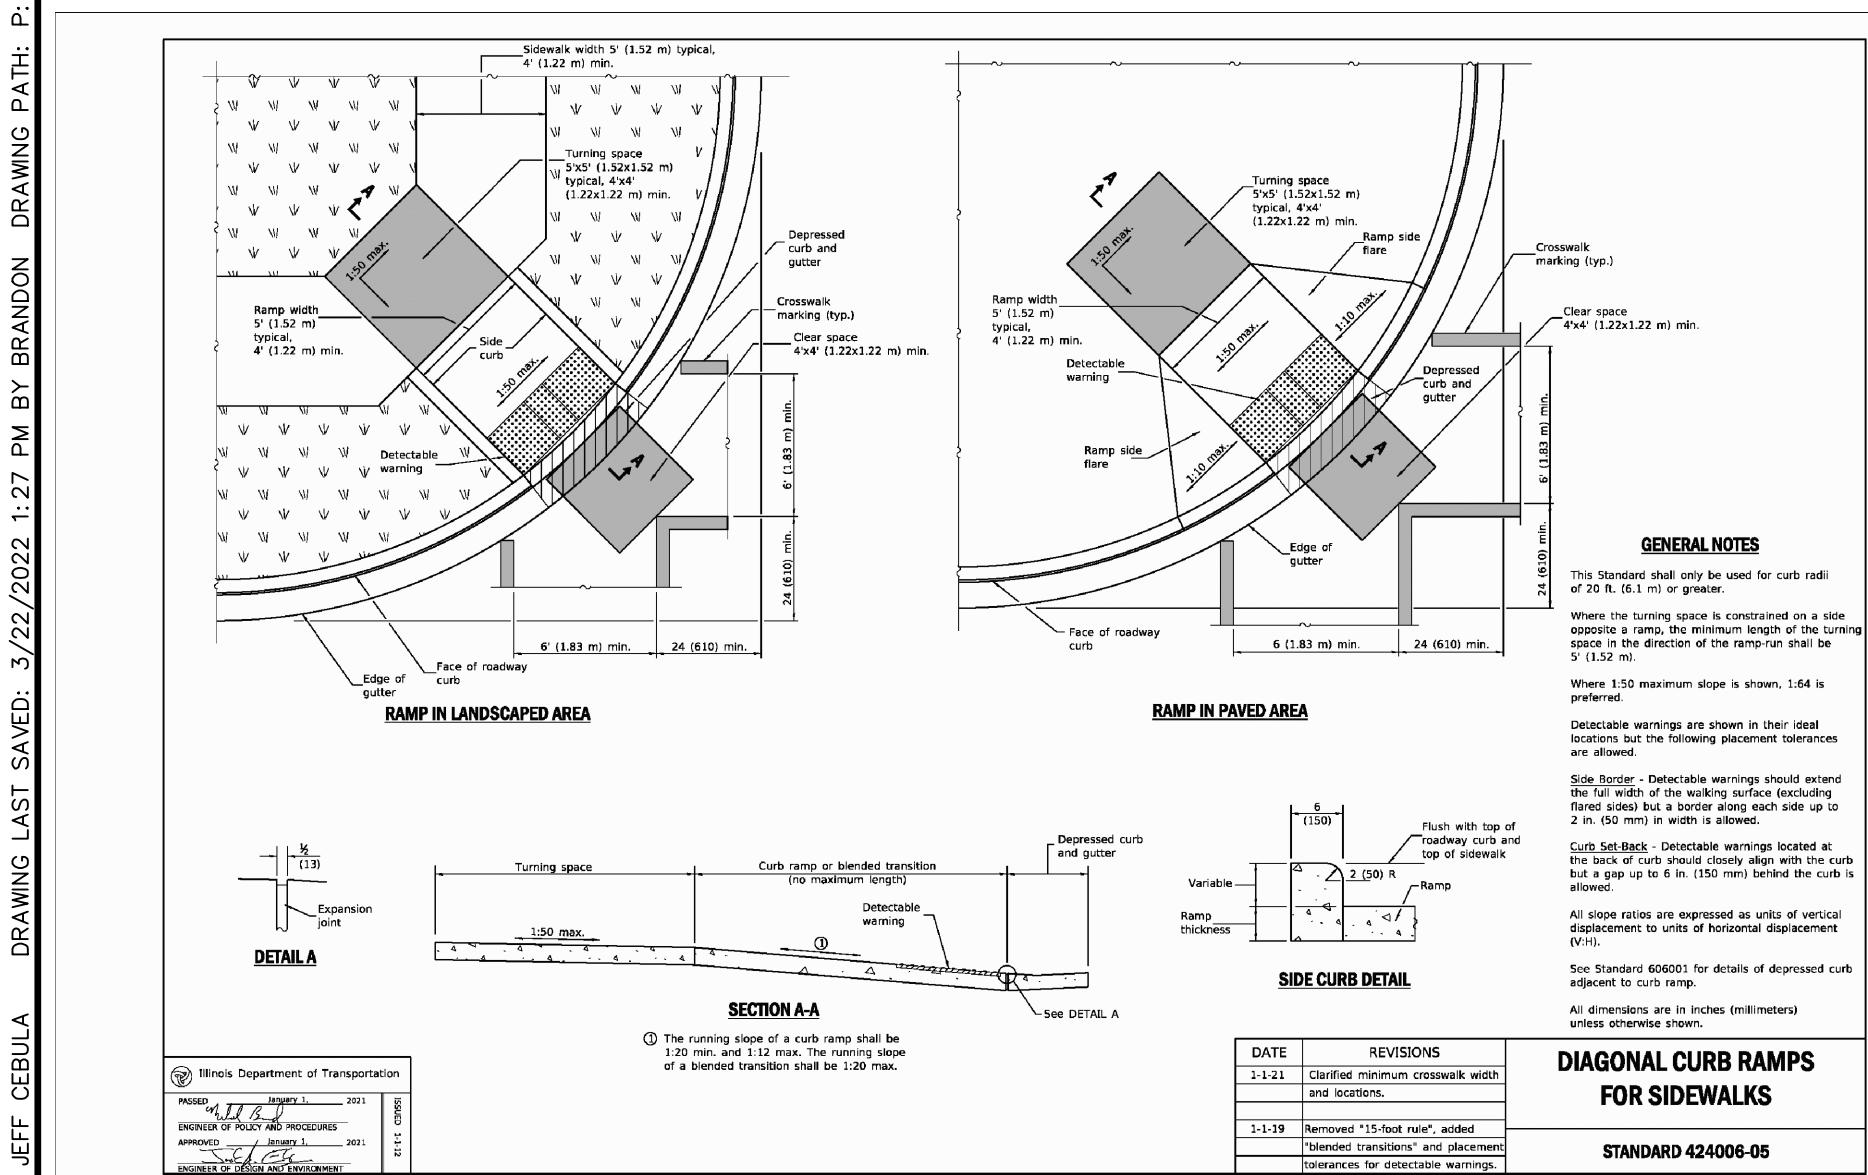 JEFF CEBULA DRAWING LAST SAVED: 3/22/2022 1:27 PM BY BRANDON DRAWING PATH: P:
Sidewalk width 5' (1.52 m) typical,
4' (1.22 m) min.
Turning space
5'x5' (1.52x1.52 m)
typical, 4'x4'
(1.22x1.22 m) min.
A
1:50 max.
Depressed
curb and
gutter
Crosswalk
marking (typ.)
Clear space
4'x4' (1.22x1.22 m) min.
Ramp width
5' (1.52 m)
typical,
4' (1.22 m) min.
Side
curb
1:50 max.
Detectable
warning
A
6' (1.83 m) min.
24 (610) min.
6' (1.83 m) min.
24 (610) min.
Face of roadway
curb
Edge of
gutter
RAMP IN LANDSCAPED AREA
Turning space
5'x5' (1.52x1.52 m)
typical, 4'x4'
(1.22x1.22 m) min.
A
1:50 max.
Ramp side
flare
Crosswalk
marking (typ.)
Ramp width
5' (1.52 m)
typical,
4' (1.22 m) min.
1:10 max.
Clear space
4'x4' (1.22x1.22 m) min.
1:50 max.
Detectable
warning
Depressed
curb and
gutter
Ramp side
flare
1:10 max.
A
6' (1.83 m) min.
24 (610) min.
Edge of
gutter
Face of roadway
curb
6 (1.83 m) min.
24 (610) min.
RAMP IN PAVED AREA
GENERAL NOTES
This Standard shall only be used for curb radii
of 20 ft. (6.1 m) or greater.
Where the turning space is constrained on a side
opposite a ramp, the minimum length of the turning
space in the direction of the ramp-run shall be
5' (1.52 m).
Where 1:50 maximum slope is shown, 1:64 is
preferred.
Detectable warnings are shown in their ideal
locations but the following placement tolerances
are allowed.
Side Border - Detectable warnings should extend
the full width of the walking surface (excluding
flared sides) but a border along each side up to
2 in. (50 mm) in width is allowed.
Curb Set-Back - Detectable warnings located at
the back of curb should closely align with the curb
but a gap up to 6 in. (150 mm) behind the curb is
allowed.
All slope ratios are expressed as units of vertical
displacement to units of horizontal displacement
(V:H).
See Standard 606001 for details of depressed curb
adjacent to curb ramp.
All dimensions are in inches (millimeters)
unless otherwise shown.
½
(13)
Expansion
joint
DETAIL A
Turning space
Curb ramp or blended transition
(no maximum length)
Depressed curb
and gutter
Detectable
warning
1:50 max.
①
See DETAIL A
SECTION A-A
① The running slope of a curb ramp shall be
1:20 min. and 1:12 max. The running slope
of a blended transition shall be 1:20 max.
6
(150)
Flush with top of
roadway curb and
top of sidewalk
2 (50) R
Variable
Ramp
Ramp
thickness
SIDE CURB DETAIL
Illinois Department of Transportation
PASSED January 1, 2021
ENGINEER OF POLICY AND PROCEDURES
APPROVED January 1, 2021
ENGINEER OF DESIGN AND ENVIRONMENT
ISSUED 1-1-12
DATE REVISIONS
1-1-21 Clarified minimum crosswalk width
and locations.
1-1-19 Removed "15-foot rule", added
"blended transitions" and placement
tolerances for detectable warnings.
DIAGONAL CURB RAMPS
FOR SIDEWALKS
STANDARD 424006-05